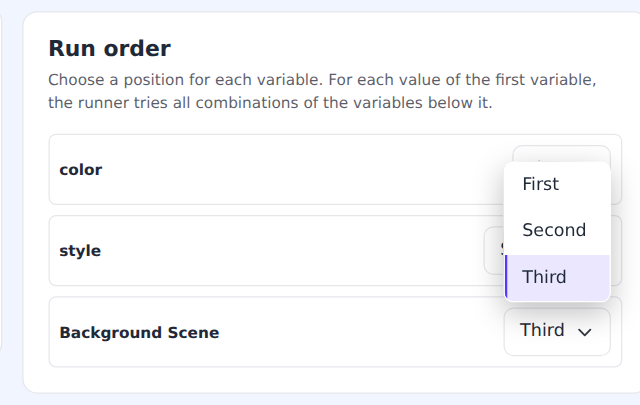 Run order
Choose a position for each variable. For each value of the first variable,
the runner tries all combinations of the variables below it.
color
First
Second
style
Third
Background Scene
Third